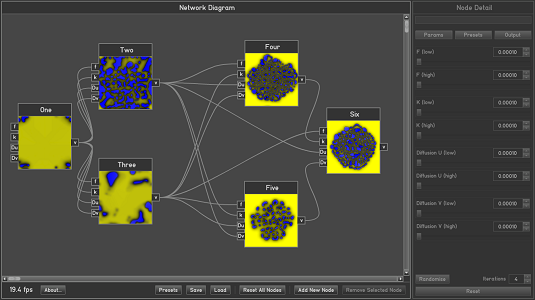 Network Diagram
Node Detail
Params Presets Output
F (low) 0.00010
F (high) 0.00010
K (low) 0.00010
K (high) 0.00010
Diffusion U (low) 0.00010
Diffusion U (high) 0.00010
Diffusion V (low) 0.00010
Diffusion V (high) 0.00010
Randomise Iterations 4
Reset
One
f
k
Du
Dv
v
Two
f
k
Du
Dv
v
Three
f
k
Du
Dv
v
Four
f
k
Du
Dv
v
Five
f
k
Du
Dv
v
Six
f
k
Du
Dv
v
19.4 fps About... Presets Save Load Reset All Nodes Add New Node Remove Selected Node